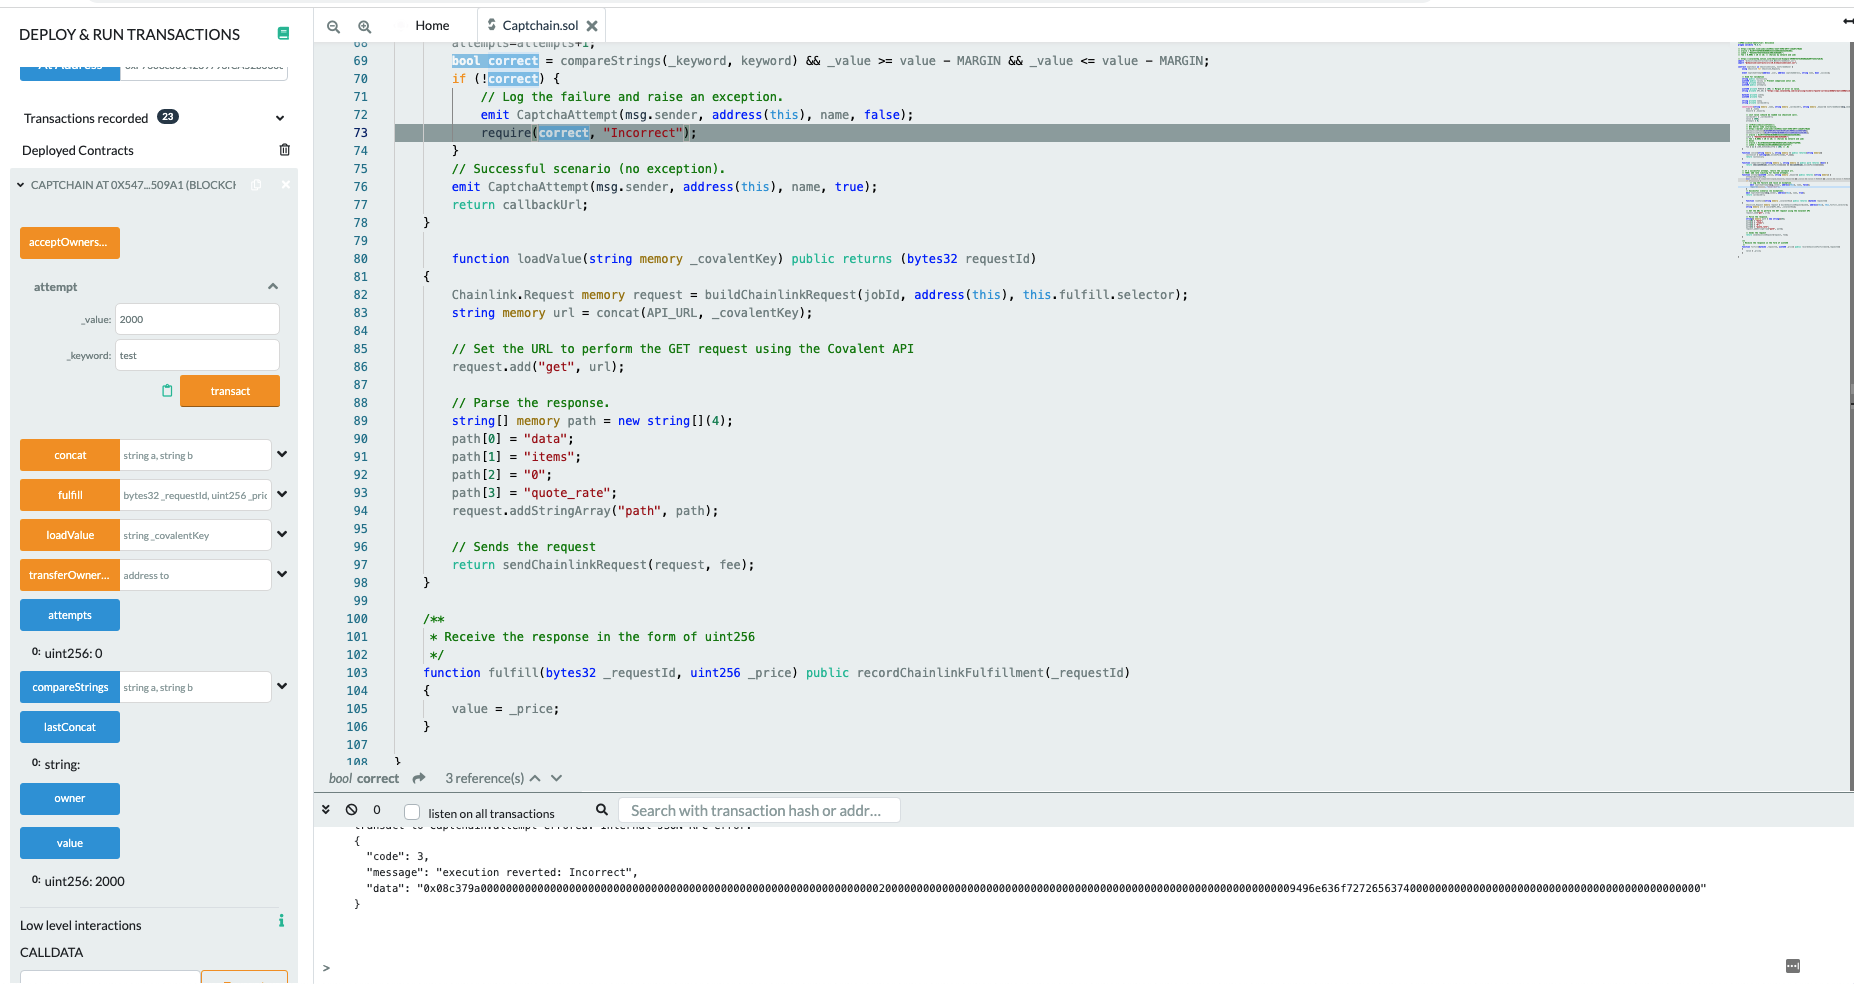 DEPLOY & RUN TRANSACTIONS
Transactions recorded 23
Deployed Contracts
CAPTCHAIN AT 0X547...509A1 (BLOCKCH
acceptOwners...
attempt
_value: 2000
_keyword: test
transact
concat string a, string b
fulfill bytes32 _requestId, uint256 _pric
loadValue string _covalentKey
transferOwner... address to
attempts
0: uint256: 0
compareStrings string a, string b
lastConcat
0: string:
owner
value
0: uint256: 2000
Low level interactions
CALLDATA
Home Captchain.sol
68 attempts=attempts+1;
69 bool correct = compareStrings(_keyword, keyword) && _value >= value - MARGIN && _value <= value - MARGIN;
70 if (!correct) {
71 // Log the failure and raise an exception.
72 emit CaptchaAttempt(msg.sender, address(this), name, false);
73 require(correct, "Incorrect");
74 }
75 // Successful scenario (no exception).
76 emit CaptchaAttempt(msg.sender, address(this), name, true);
77 return callbackUrl;
78 }
79
80 function loadValue(string memory _covalentKey) public returns (bytes32 requestId)
81 {
82 Chainlink.Request memory request = buildChainlinkRequest(jobId, address(this), this.fulfill.selector);
83 string memory url = concat(API_URL, _covalentKey);
84
85 // Set the URL to perform the GET request using the Covalent API
86 request.add("get", url);
87
88 // Parse the response.
89 string[] memory path = new string[](4);
90 path[0] = "data";
91 path[1] = "items";
92 path[2] = "0";
93 path[3] = "quote_rate";
94 request.addStringArray("path", path);
95
96 // Sends the request
97 return sendChainlinkRequest(request, fee);
98 }
99
100 /**
101 * Receive the response in the form of uint256
102 */
103 function fulfill(bytes32 _requestId, uint256 _price) public recordChainlinkFulfillment(_requestId)
104 {
105 value = _price;
106 }
107
108 }
bool correct 3 reference(s)
0 listen on all transactions Search with transaction hash or addr...
transact to Captchain.attempt errored: Internal JSON-RPC error.
{
"code": 3,
"message": "execution reverted: Incorrect",
"data":
}
>